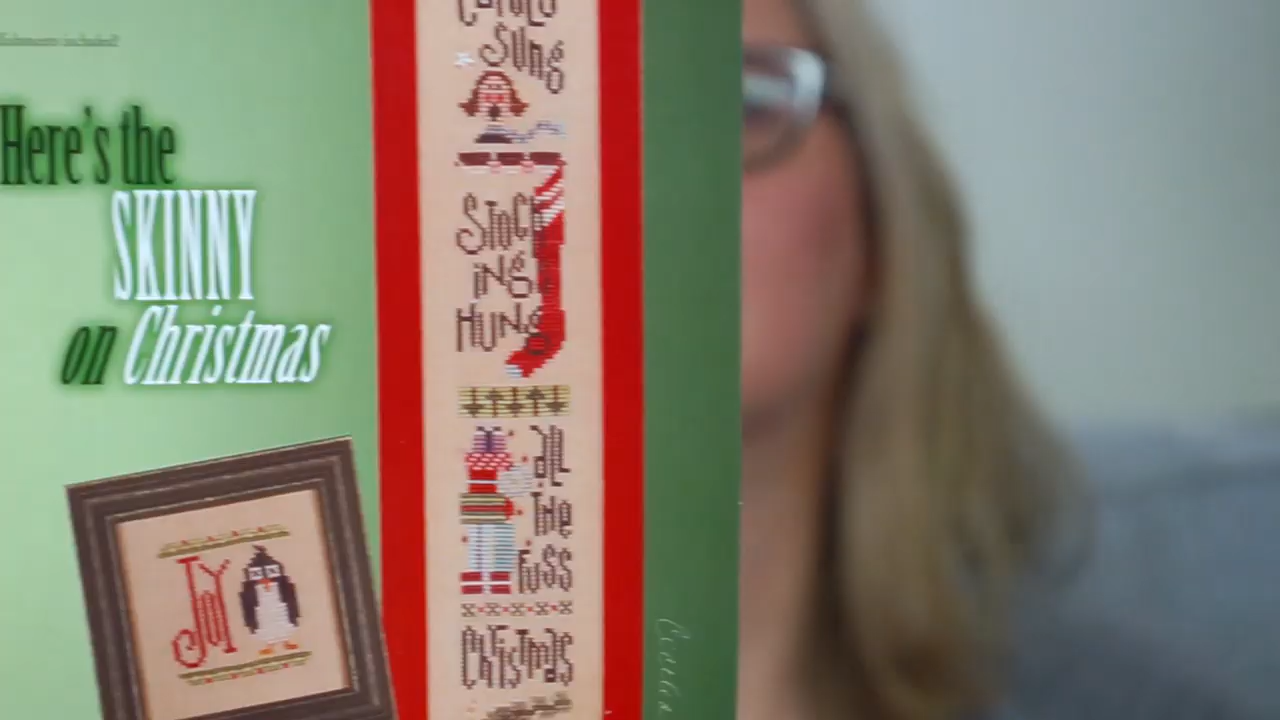 Here's the
SKINNY
on Christmas
JOY
SUNG
STOCK
iNg
HUNG
all
THe
FuSS
CHRiSTmaS